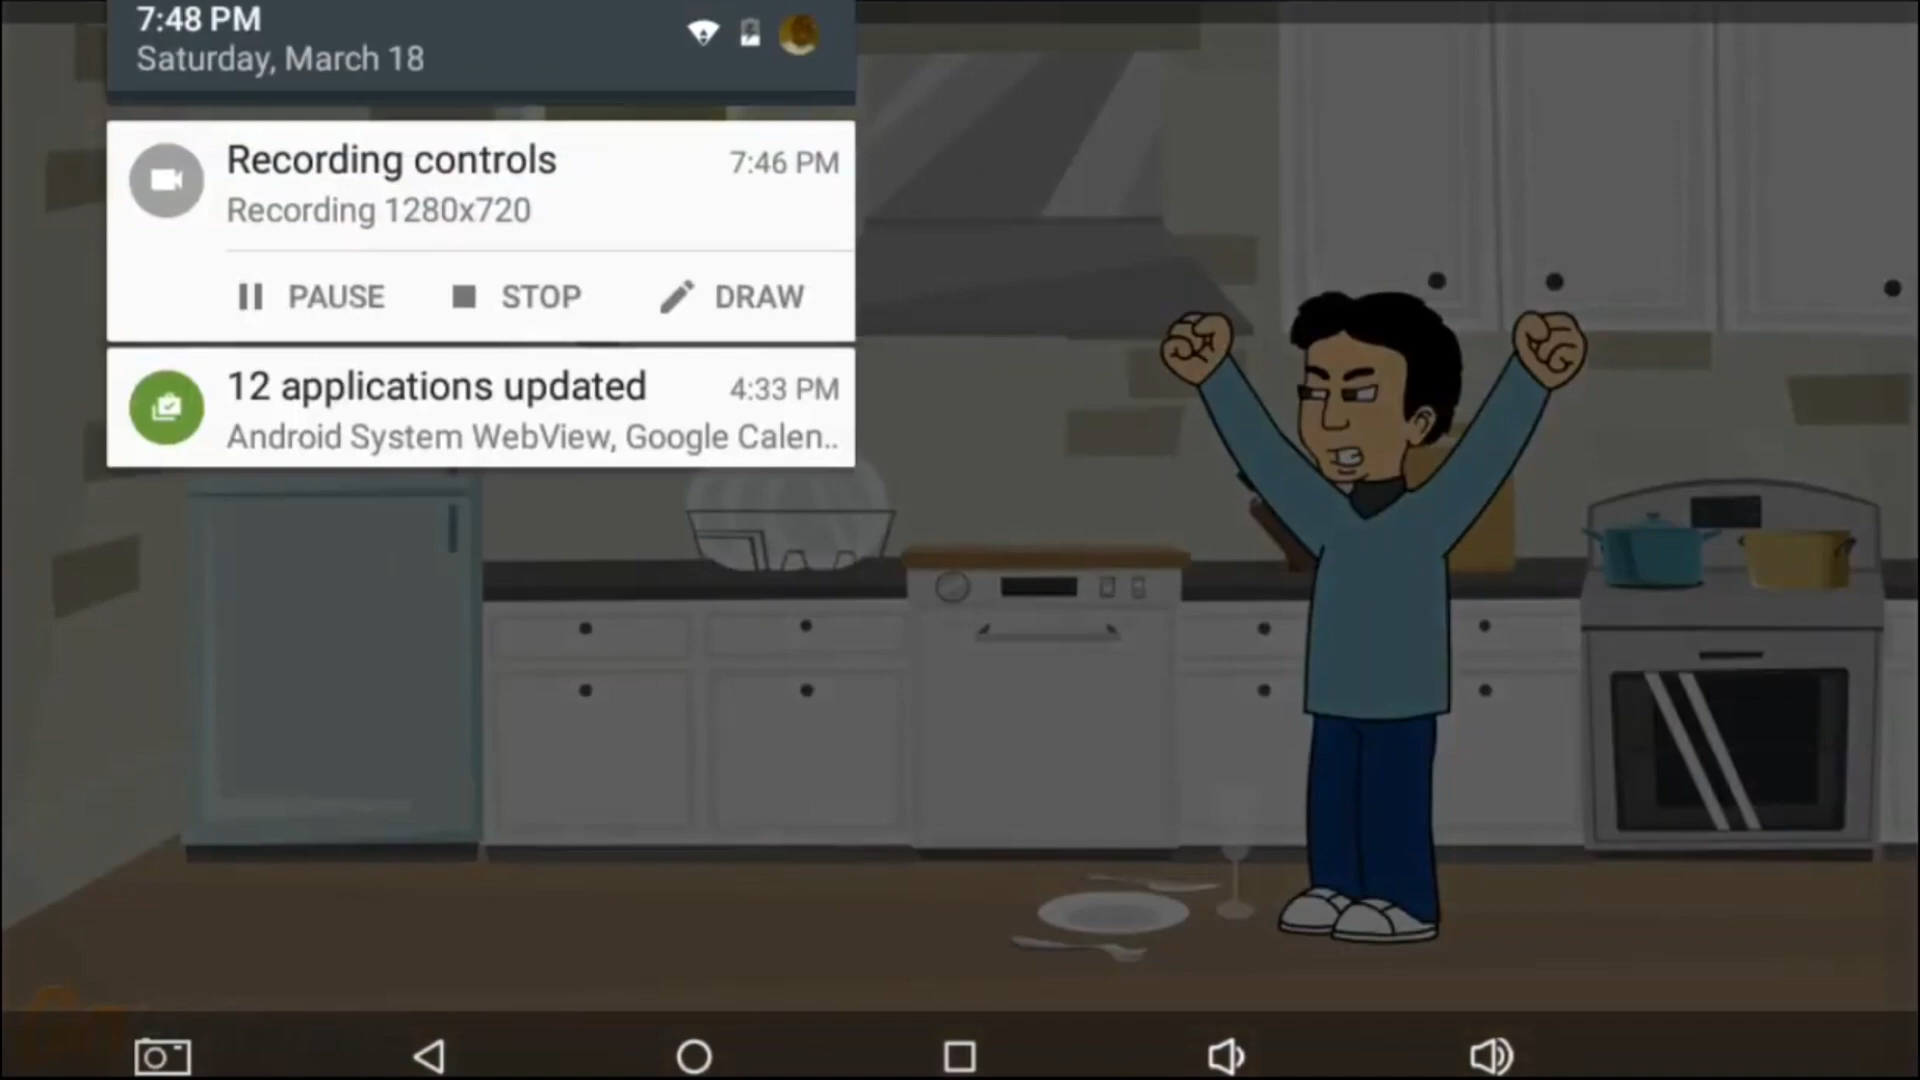 7:48 PM
Saturday, March 18
Recording controls 7:46 PM
Recording 1280x720
PAUSE STOP DRAW
12 applications updated 4:33 PM
Android System WebView, Google Calen..